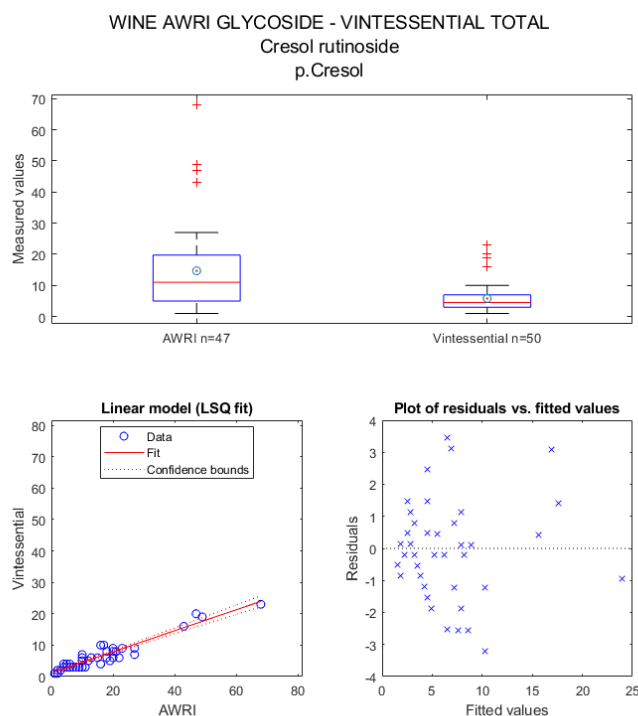 WINE AWRI GLYCOSIDE - VINTESSENTIAL TOTAL
Cresol rutinoside
p.Cresol
Measured values
70
60
50
40
30
20
10
0
AWRI n=47
Vintessential n=50
Linear model (LSQ fit)
Vintessential
80
70
60
50
40
30
20
10
0
Data
Fit
Confidence bounds
0
20
40
60
80
AWRI
Plot of residuals vs. fitted values
Residuals
4
3
2
1
0
-1
-2
-3
-4
0
5
10
15
20
25
Fitted values